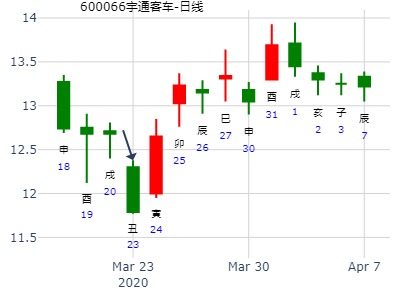 600066宇通客车-日线
14
13.5
13
12.5
12
11.5
申
18
酉
19
戌
20
丑
23
寅
24
卯
25
辰
26
巳
27
申
30
酉
31
戌
1
亥
2
子
3
辰
7
Mar 23
2020
Mar 30
Apr 7